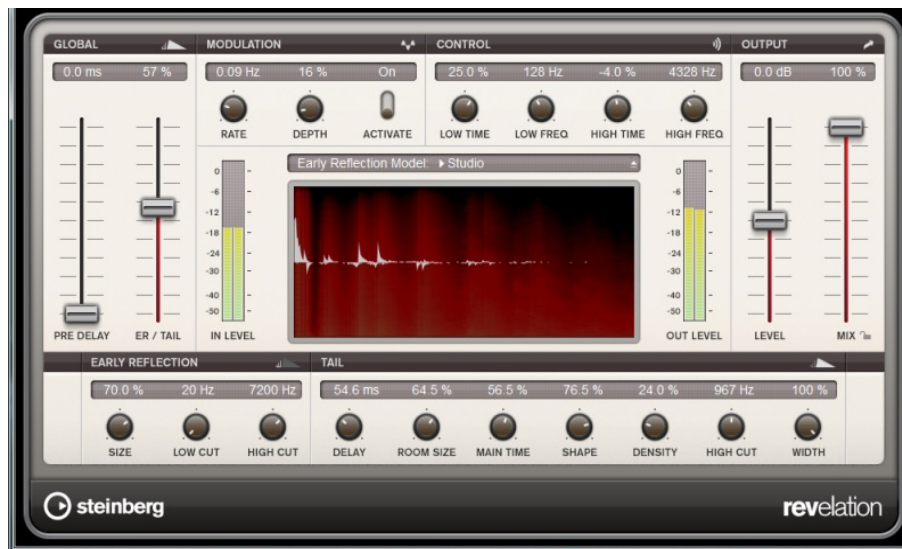 GLOBAL MODULATION CONTROL OUTPUT
0.0 ms 57 % 0.09 Hz 16 % On 25.0 % 128 Hz -4.0 % 4328 Hz 0.0 dB 100 %
RATE DEPTH ACTIVATE LOW TIME LOW FREQ HIGH TIME HIGH FREQ
Early Reflection Model: Studio
0 0
-6 -6
-12 -12
-18 -18
-24 -24
-30 -30
-40 -40
-50 -50
PRE DELAY ER / TAIL IN LEVEL OUT LEVEL LEVEL MIX
EARLY REFLECTION TAIL
70.0 % 20 Hz 7200 Hz 54.6 ms 64.5 % 56.5 % 76.5 % 24.0 % 967 Hz 100 %
SIZE LOW CUT HIGH CUT DELAY ROOM SIZE MAIN TIME SHAPE DENSITY HIGH CUT WIDTH
steinberg revelation